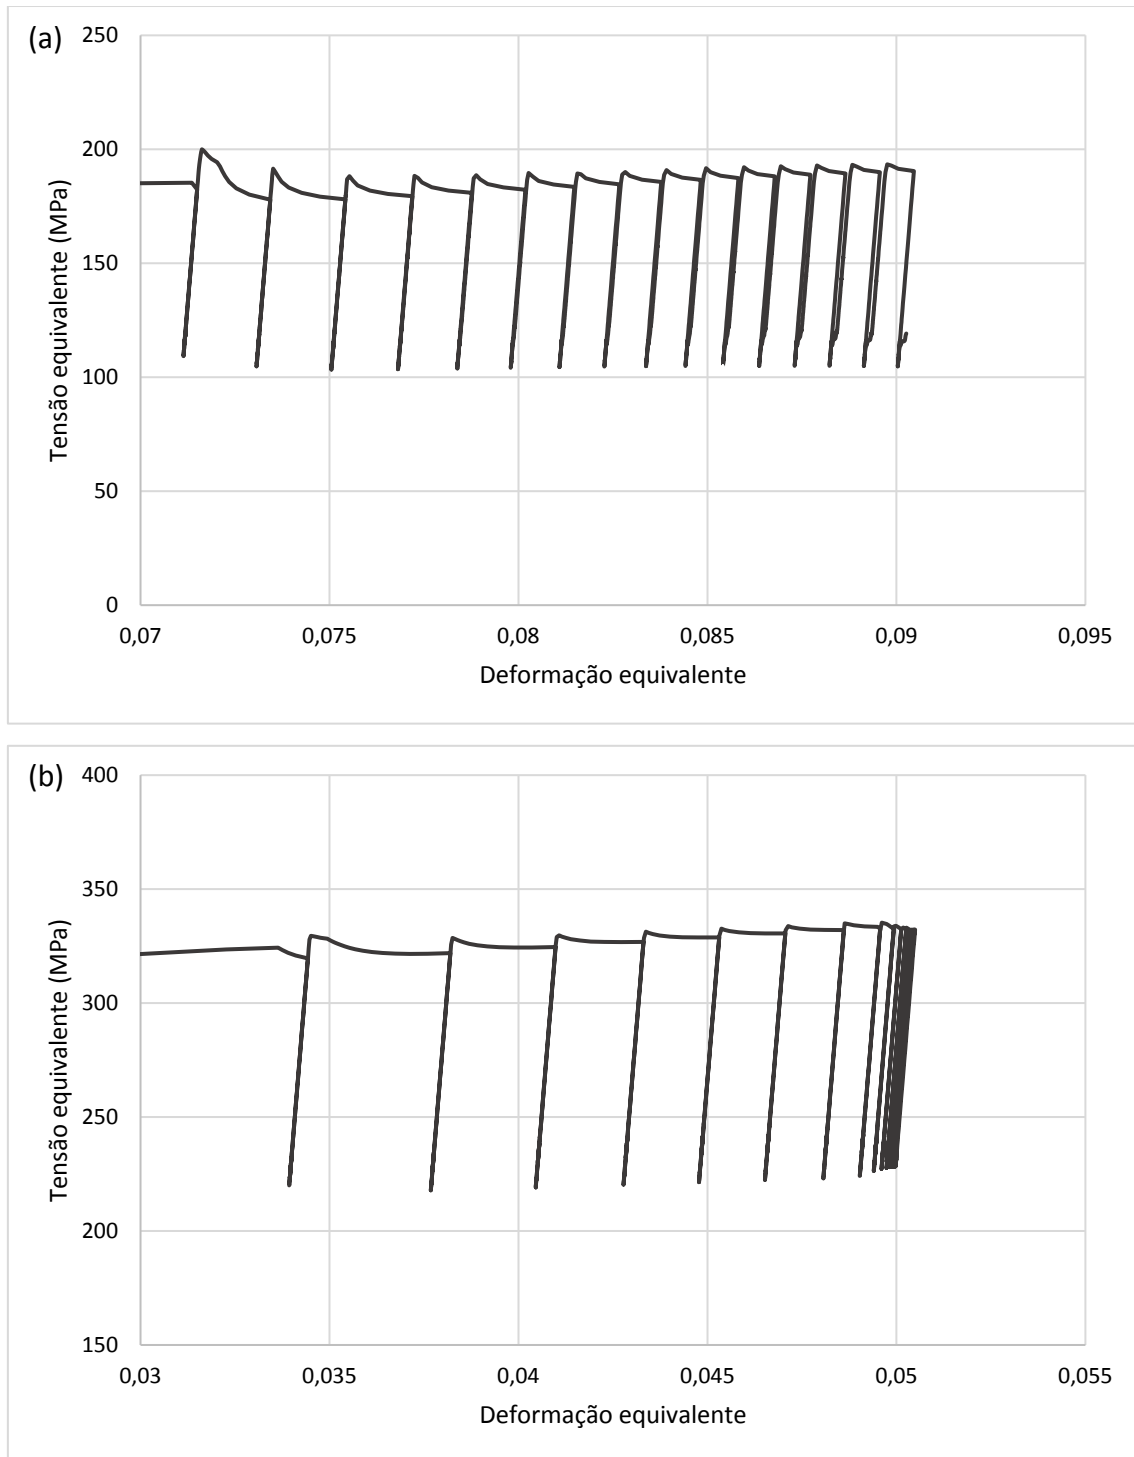 (a)
250
200
150
100
50
0
Tensão equivalente (MPa)
0,07 0,075 0,08 0,085 0,09 0,095
Deformação equivalente
(b)
400
350
300
250
200
150
Tensão equivalente (MPa)
0,03 0,035 0,04 0,045 0,05 0,055
Deformação equivalente